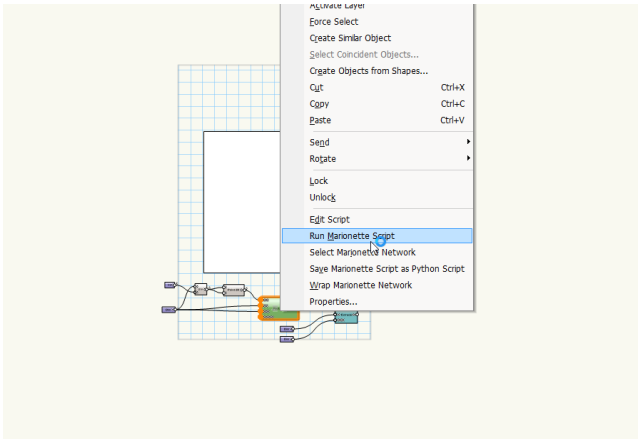 Activate Layer
Force Select
Create Similar Object
Select Coincident Objects...
Create Objects from Shapes...
Cut Ctrl+X
Copy Ctrl+C
Paste Ctrl+V
Send
Rotate
Lock
Unlock
Edit Script
Run Marionette Script
Select Marionette Network
Save Marionette Script as Python Script
Wrap Marionette Network
Properties...